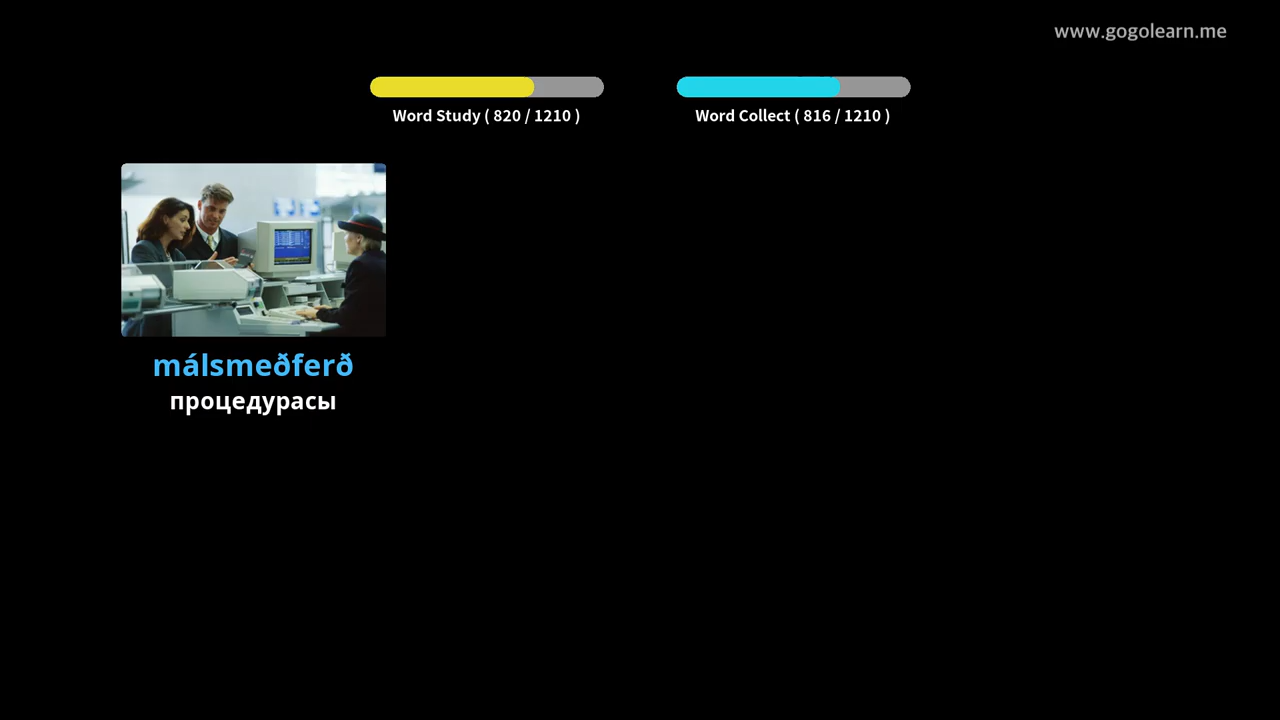 www.gogolearn.me
Word Study ( 820 / 1210 )
Word Collect ( 816 / 1210 )
málsmeðferð
процедурасы